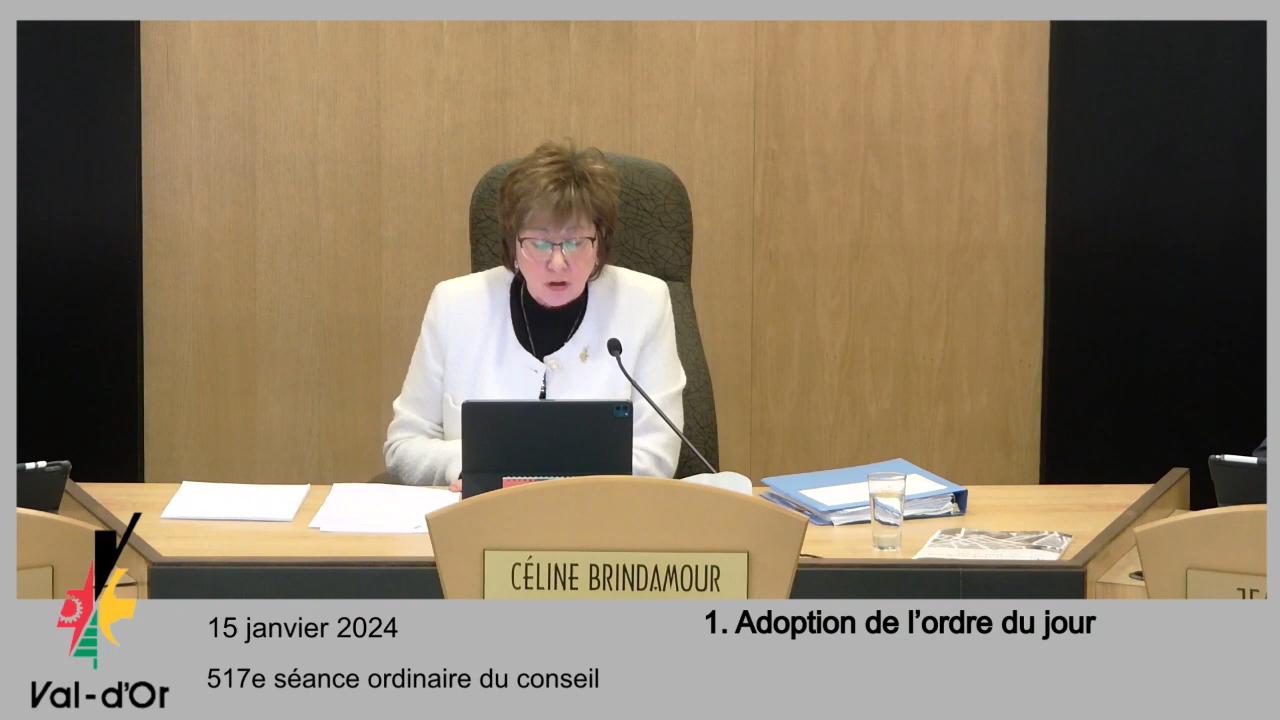 CÉLINE BRINDAMOUR
15 janvier 2024
1. Adoption de l’ordre du jour
517e séance ordinaire du conseil
Val-d’Or